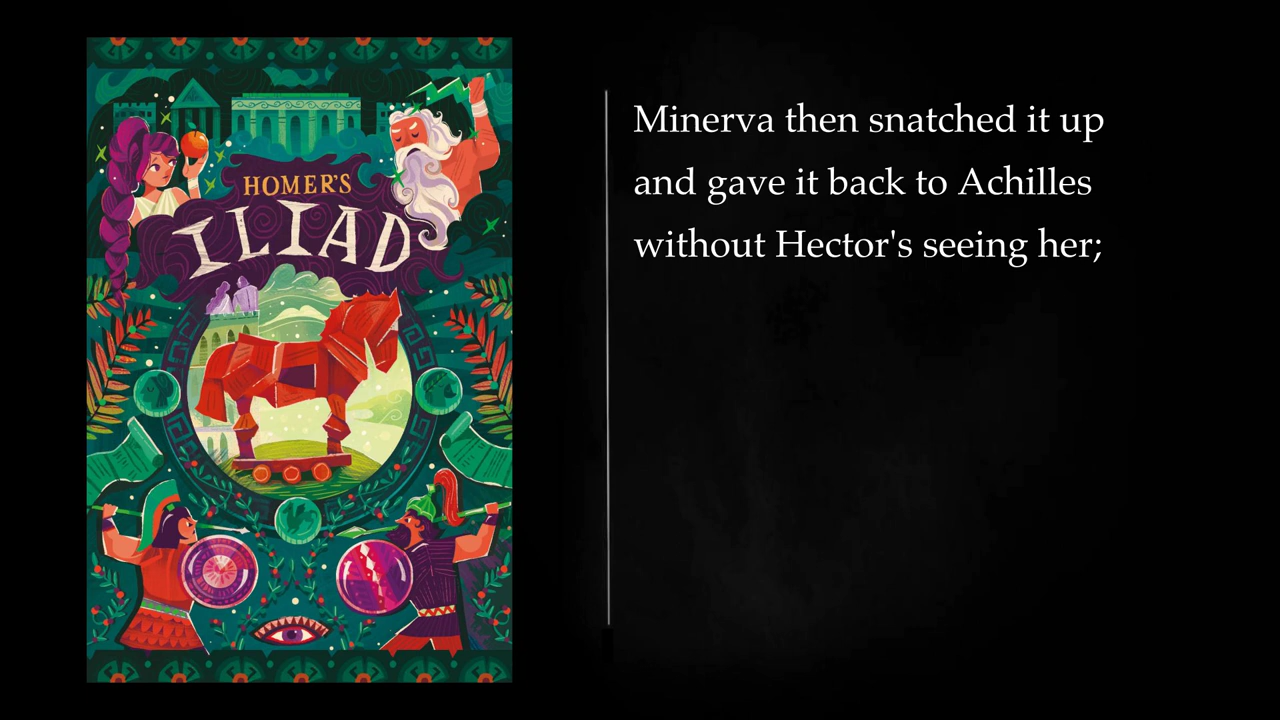 HOMER'S
ILIAD
Minerva then snatched it up
and gave it back to Achilles
without Hector's seeing her;